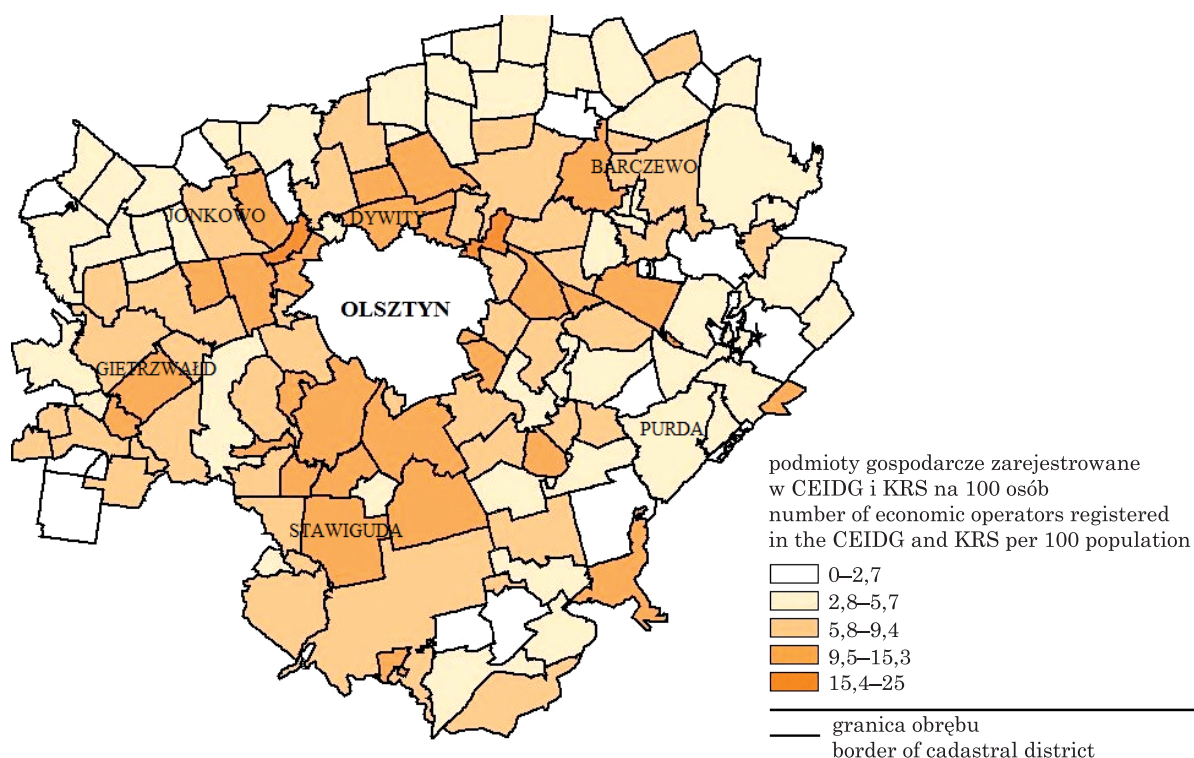 BARCZEWO
JONKOWO
DYWITY
OLSZTYN
GIETRZWAŁD
PURDA
STAWIGUDA
podmioty gospodarcze zarejestrowane
w CEIDG i KRS na 100 osób
number of economic operators registered
in the CEIDG and KRS per 100 population
0–2,7
2,8–5,7
5,8–9,4
9,5–15,3
15,4–25
granica obrębu
border of cadastral district